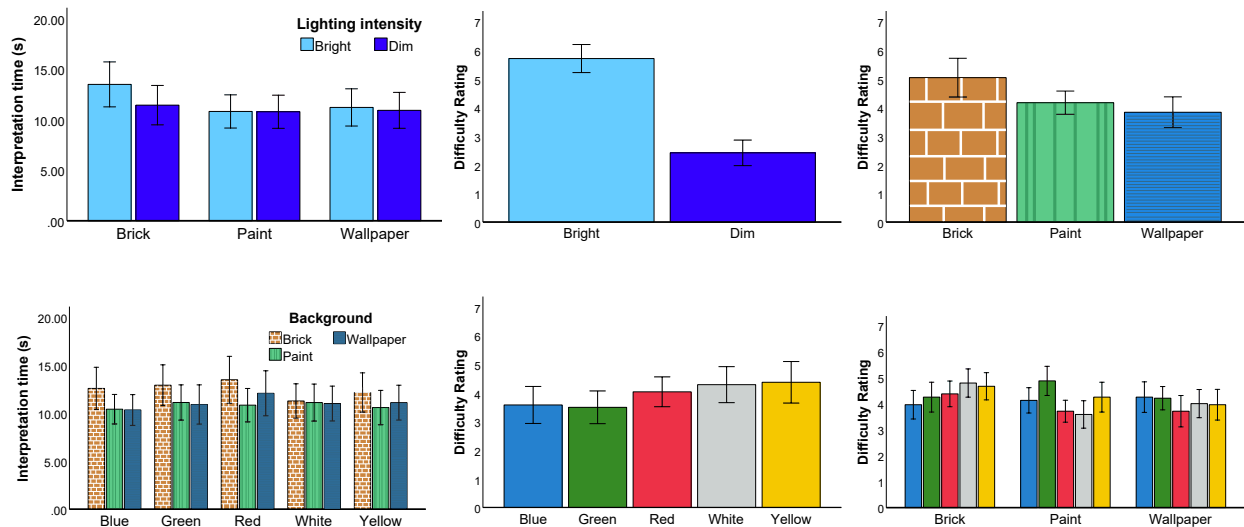 Interpretation time (s)
20.00
15.00
10.00
5.00
.00
Lighting intensity
Bright Dim
Brick Paint Wallpaper
Difficulty Rating
7
6
5
4
3
2
1
0
Bright Dim
Difficulty Rating
7
6
5
4
3
2
1
0
Brick Paint Wallpaper
Interpretation time (s)
20.00
15.00
10.00
5.00
.00
Background
Brick Wallpaper
Paint
Blue Green Red White Yellow
Difficulty Rating
7
6
5
4
3
2
1
0
Blue Green Red White Yellow
Difficulty Rating
7
6
5
4
3
2
1
0
Brick Paint Wallpaper